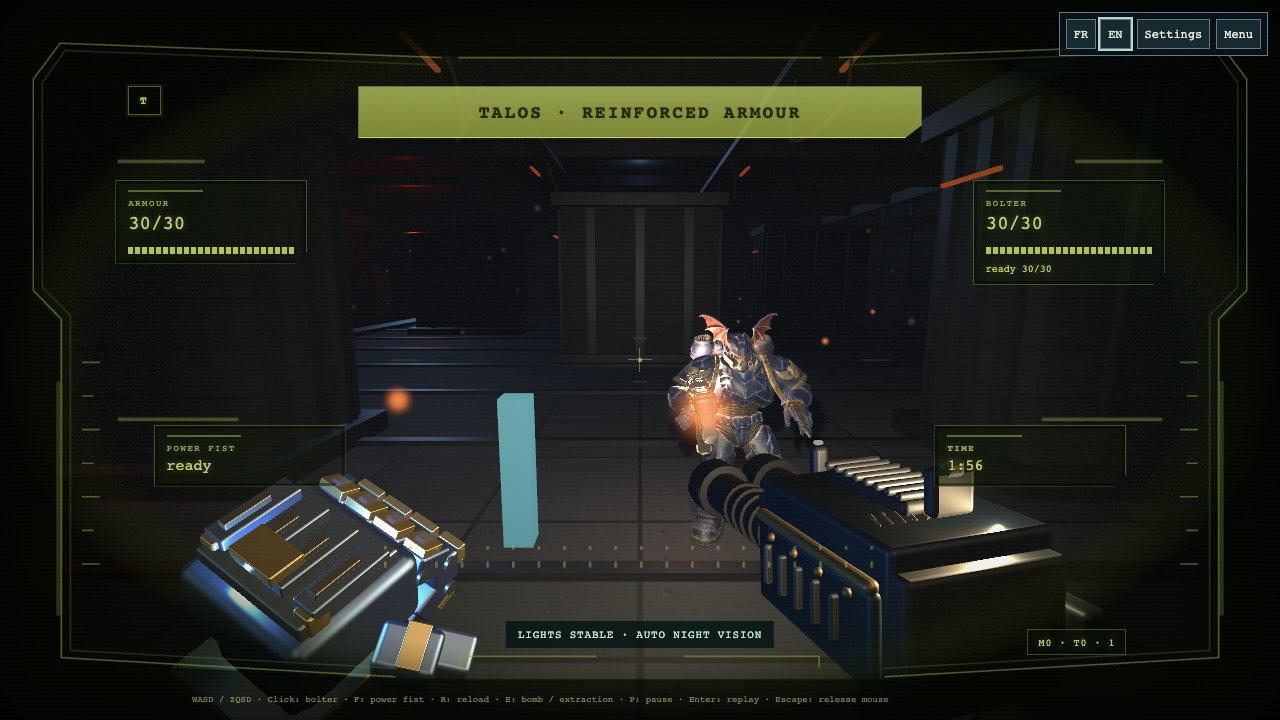 FR EN Settings Menu
T
TALOS · REINFORCED ARMOUR
ARMOUR
30/30
BOLTER
30/30
ready 30/30
POWER FIST
ready
TIME
1:56
LIGHTS STABLE · AUTO NIGHT VISION
M0 · T0 · 1
WASD / ZQSD · Click: bolter · F: power fist · R: reload · E: bomb / extraction · P: pause · Enter: replay · Escape: release mouse